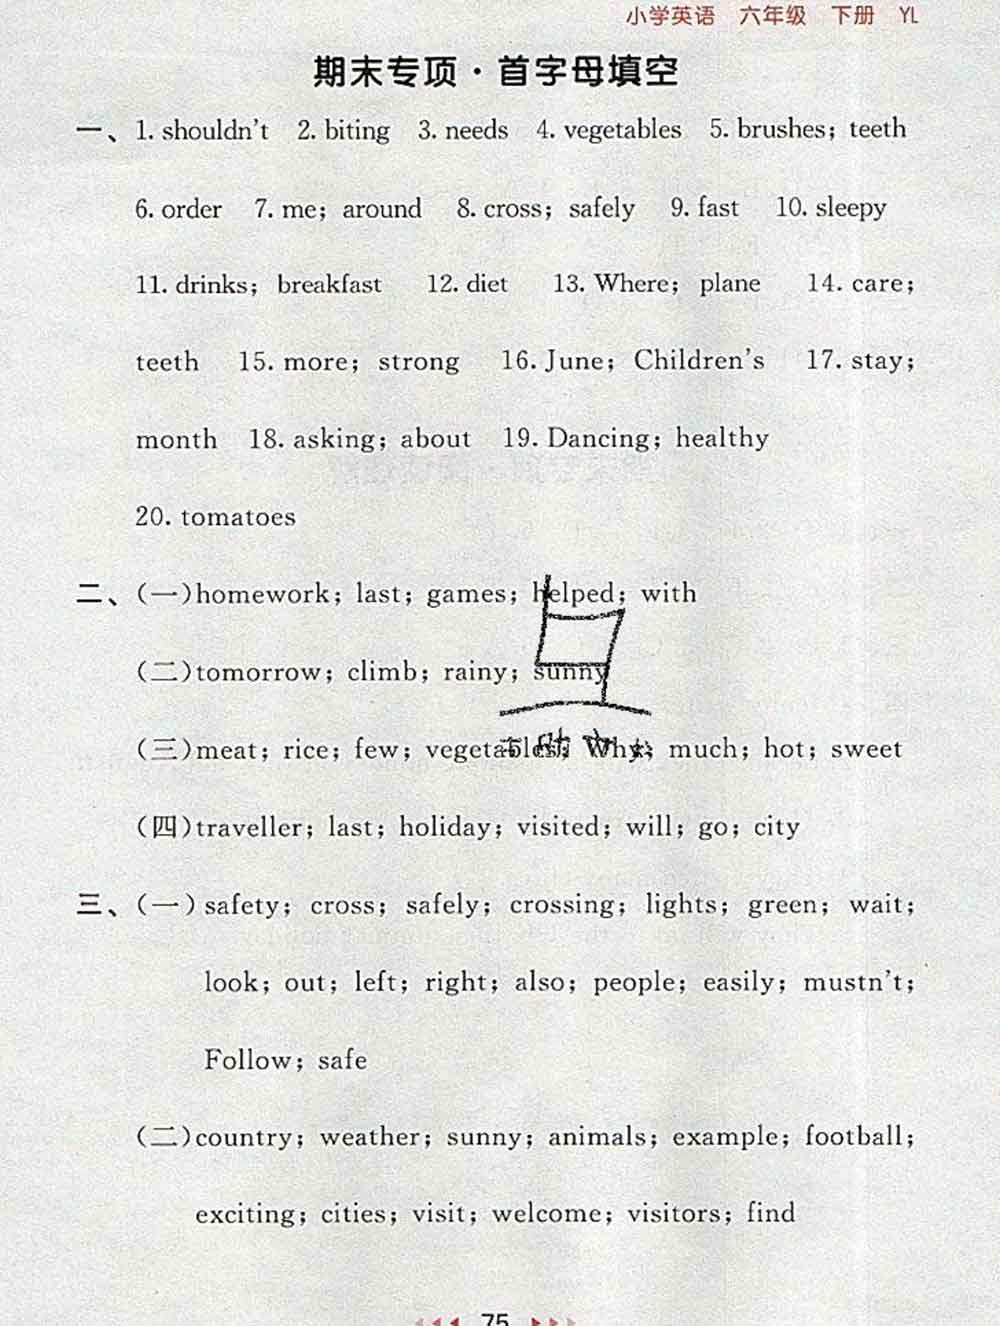 小学英语 六年级 下册 YL
期末专项·首字母填空
一、1. shouldn't 2. biting 3. needs 4. vegetables 5. brushes; teeth
6. order 7. me; around 8. cross; safely 9. fast 10. sleepy
11. drinks; breakfast 12. diet 13. Where; plane 14. care;
teeth 15. more; strong 16. June; Children's 17. stay;
month 18. asking; about 19. Dancing; healthy
20. tomatoes
二、(一)homework; last; games; helped; with
(二)tomorrow; climb; rainy; sunny
(三)meat; rice; few; vegetables; Why; much; hot; sweet
(四)traveller; last; holiday; visited; will; go; city
三、(一) safety; cross; safely; crossing; lights; green; wait;
look; out; left; right; also; people; easily; mustn't;
Follow; safe
(二)country; weather; sunny; animals; example; football;
exciting; cities; visit; welcome; visitors; find
75